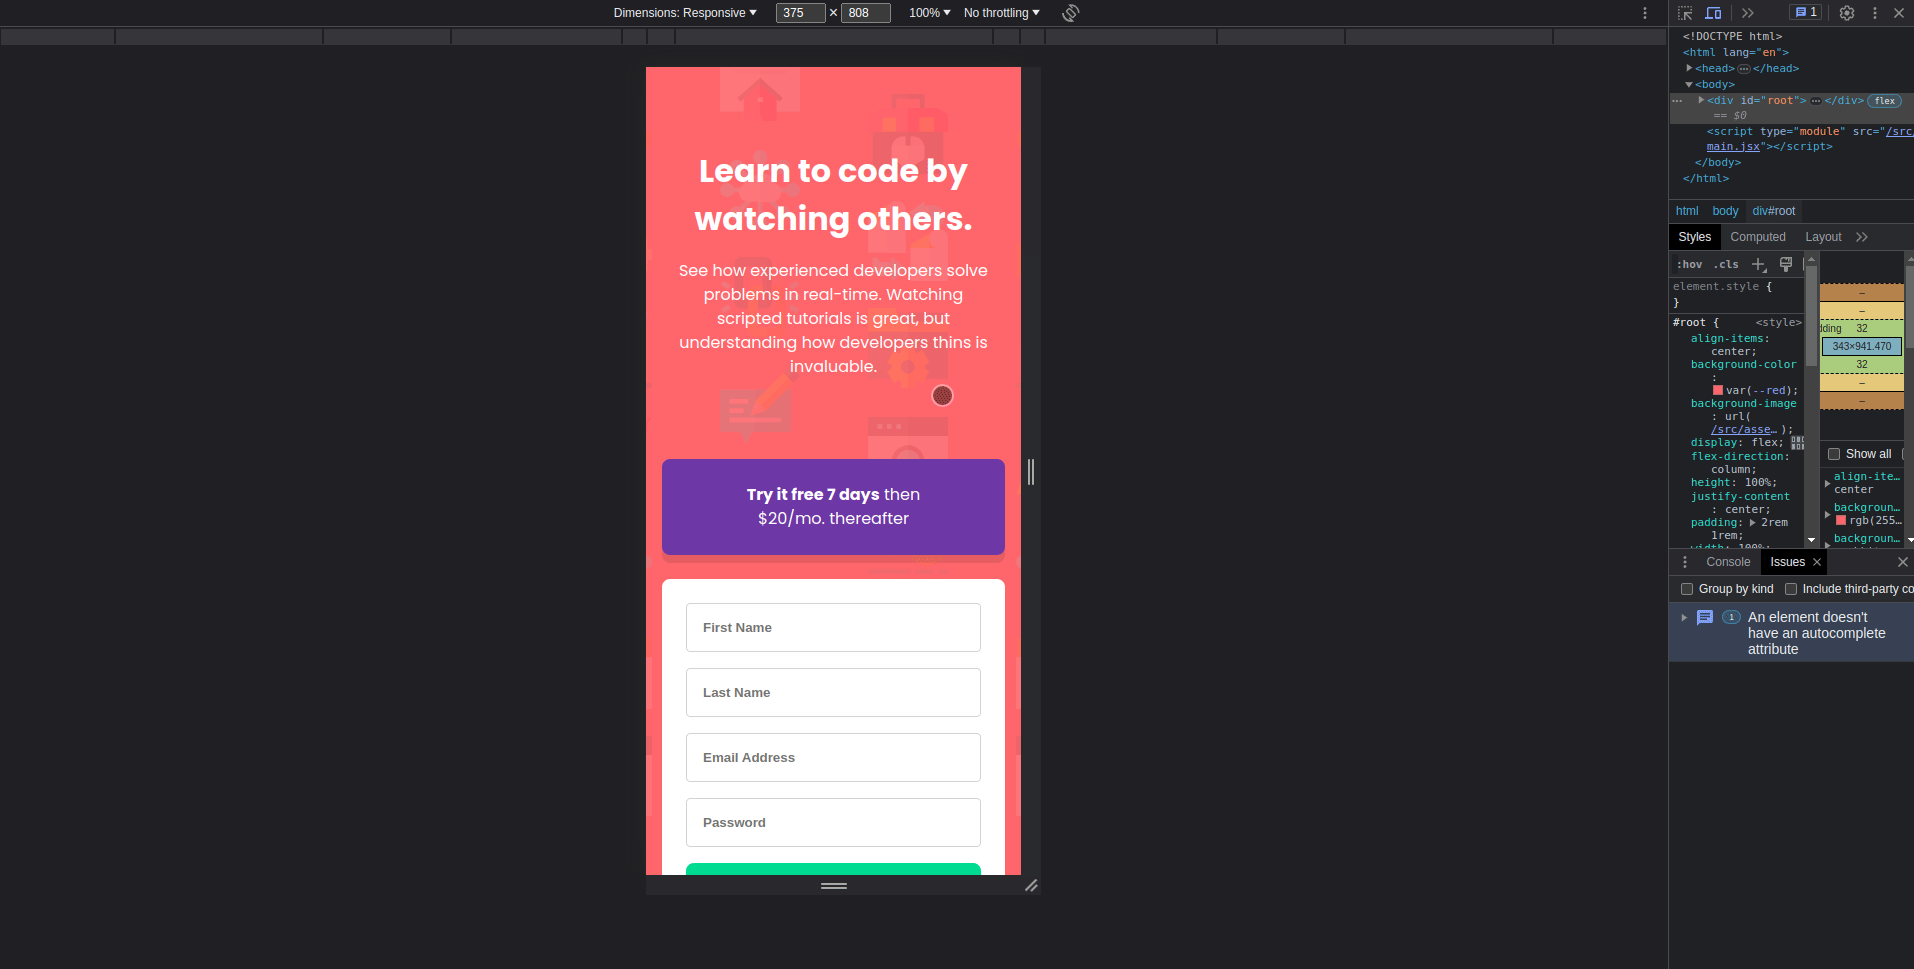 Dimensions: Responsive
375 × 808
100%
No throttling
1
Learn to code by
watching others.
See how experienced developers solve
problems in real-time. Watching
scripted tutorials is great, but
understanding how developers thins is
invaluable.
Try it free 7 days then
$20/mo. thereafter
First Name
Last Name
Email Address
Password
<!DOCTYPE html>
<html lang="en">
<head> ⋯ </head>
<body>
<div id="root"> ⋯ </div> flex
== $0
<script type="module" src="/src/
main.jsx"></script>
</body>
</html>
html body div#root
Styles Computed Layout
:hov .cls
element.style {
}
#root { <style>
align-items:
center;
background-color
:
var(--red);
background-image
: url(
/src/asse… );
display: flex;
flex-direction:
column;
height: 100%;
justify-content
: center;
padding: 2rem
1rem;
width: 100%;
–
–
dding 32
343×941.470
32
–
–
Show all
align-ite…
center
backgroun…
rgb(255…
backgroun…
Console Issues
Group by kind Include third-party co
1 An element doesn't
have an autocomplete
attribute